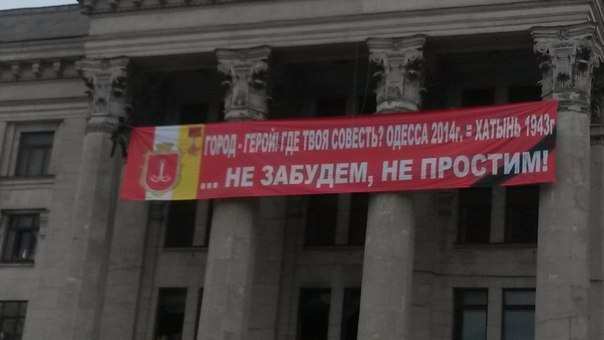 ГОРОД - ГЕРОЙ! ГДЕ ТВОЯ СОВЕСТЬ? ОДЕССА 2014г. = ХАТЫНЬ 1943г
... НЕ ЗАБУДЕМ, НЕ ПРОСТИМ!